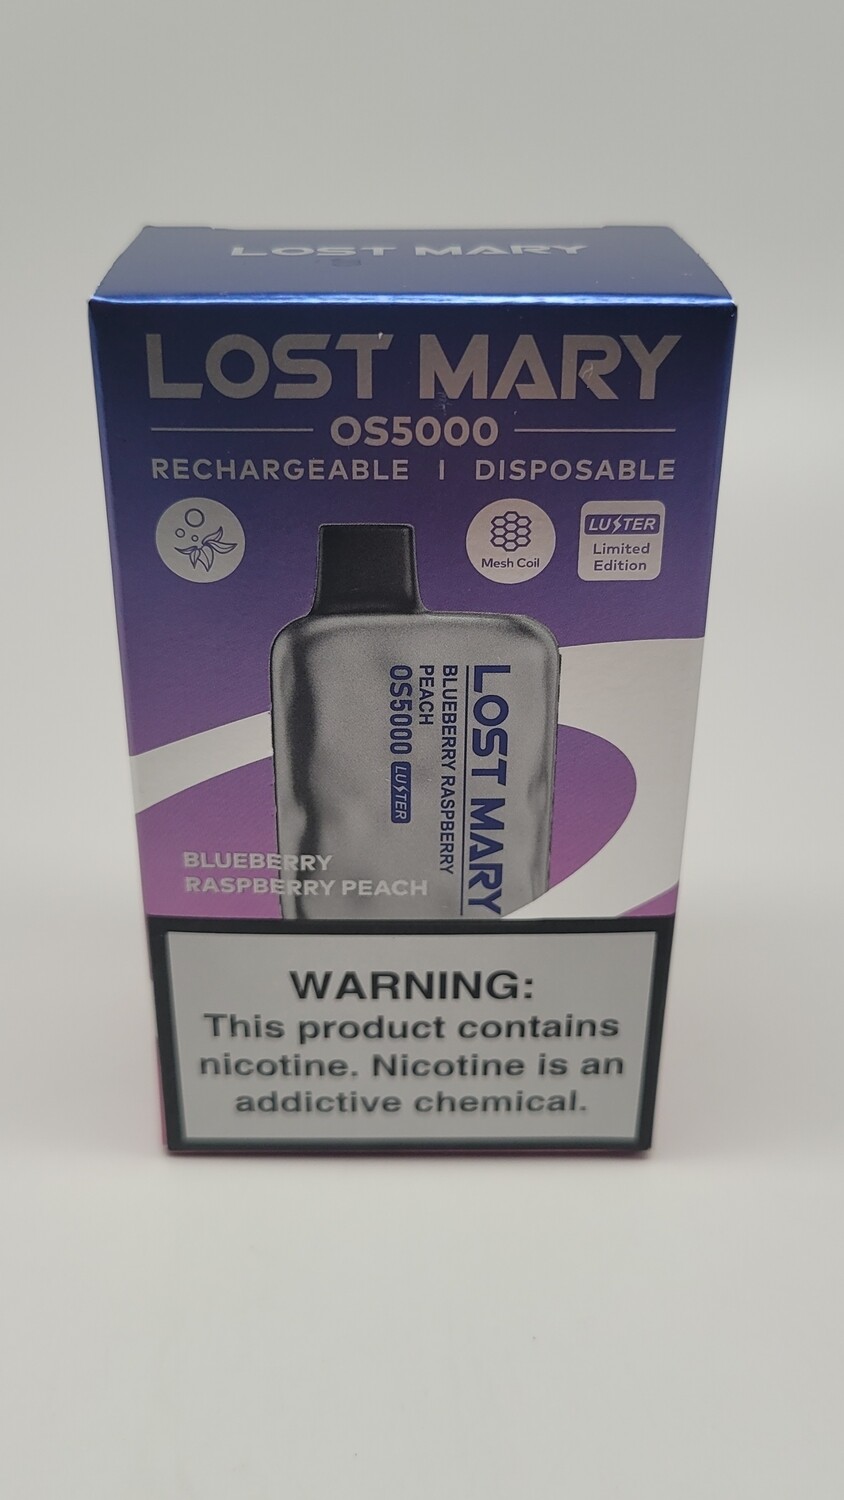 LOST MARY
LOST MARY
OS5000
RECHARGEABLE | DISPOSABLE
Mesh Coil
LUSTER
Limited
Edition
LOST MARY
BLUEBERRY RASPBERRY
PEACH
OS5000 LUSTER
BLUEBERRY
RASPBERRY PEACH
WARNING:
This product contains
nicotine. Nicotine is an
addictive chemical.